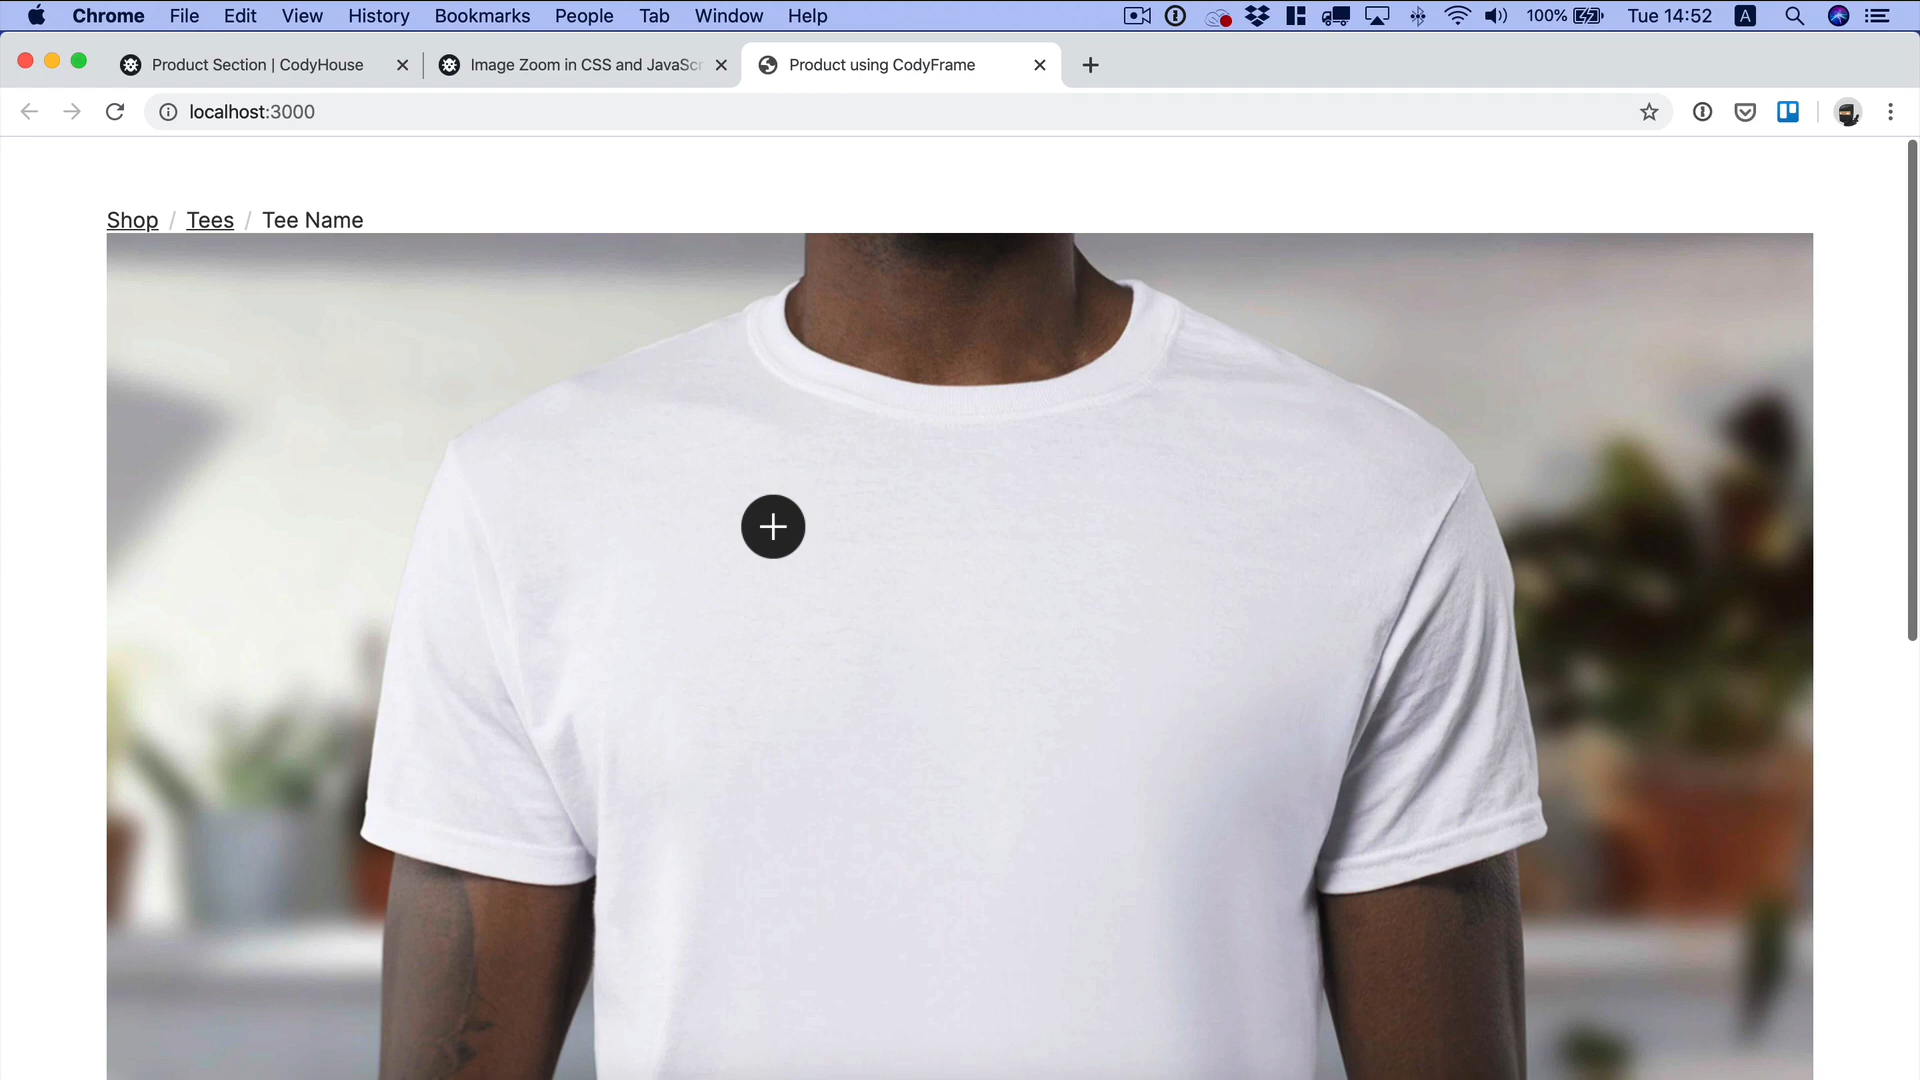 Chrome File Edit View History Bookmarks People Tab Window Help 100% Tue 14:52 A
Product Section | CodyHouse Image Zoom in CSS and JavaScr Product using CodyFrame
localhost:3000
Shop / Tees / Tee Name